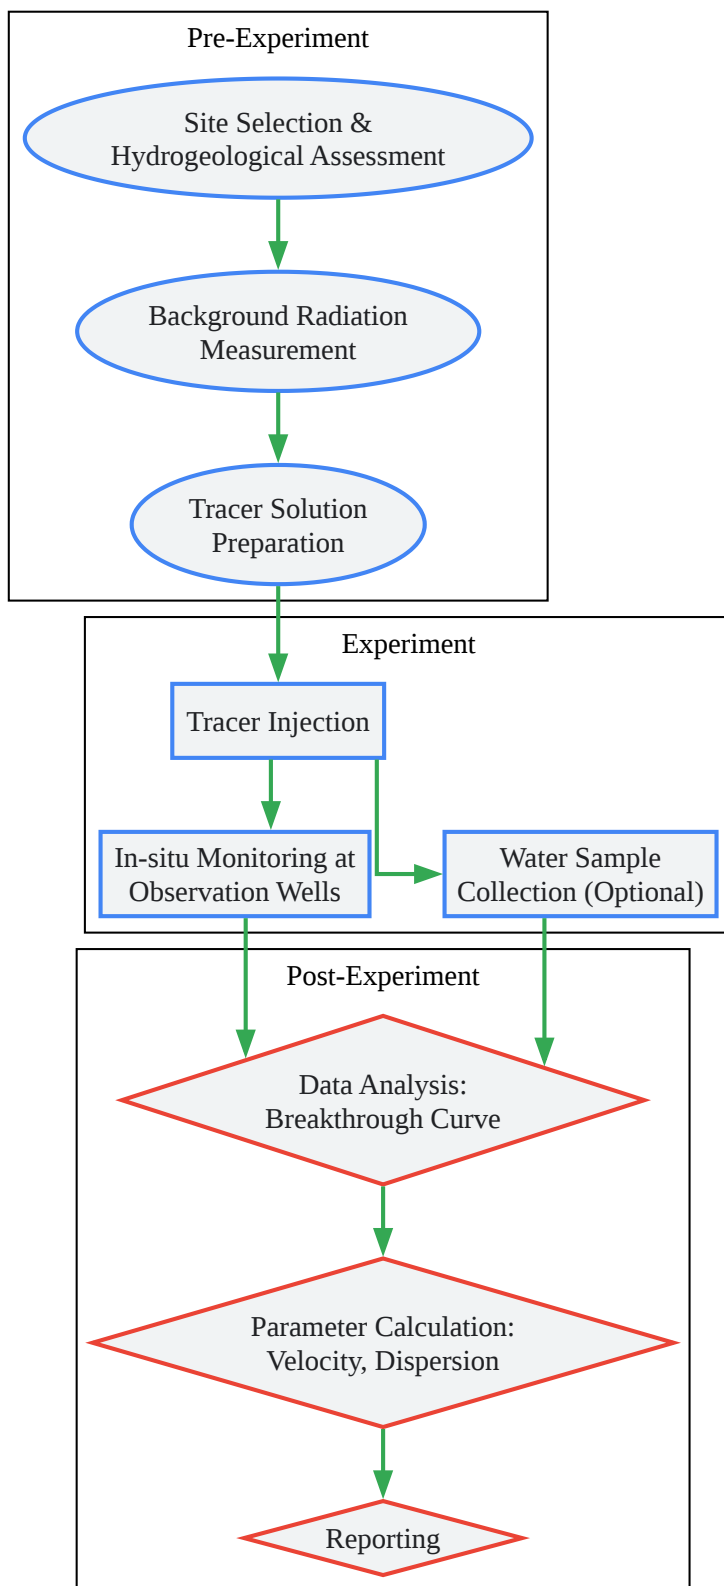 Pre-Experiment
Site Selection &
Hydrogeological Assessment
Background Radiation
Measurement
Tracer Solution
Preparation
Experiment
Tracer Injection
In-situ Monitoring at
Observation Wells
Water Sample
Collection (Optional)
Post-Experiment
Data Analysis:
Breakthrough Curve
Parameter Calculation:
Velocity, Dispersion
Reporting